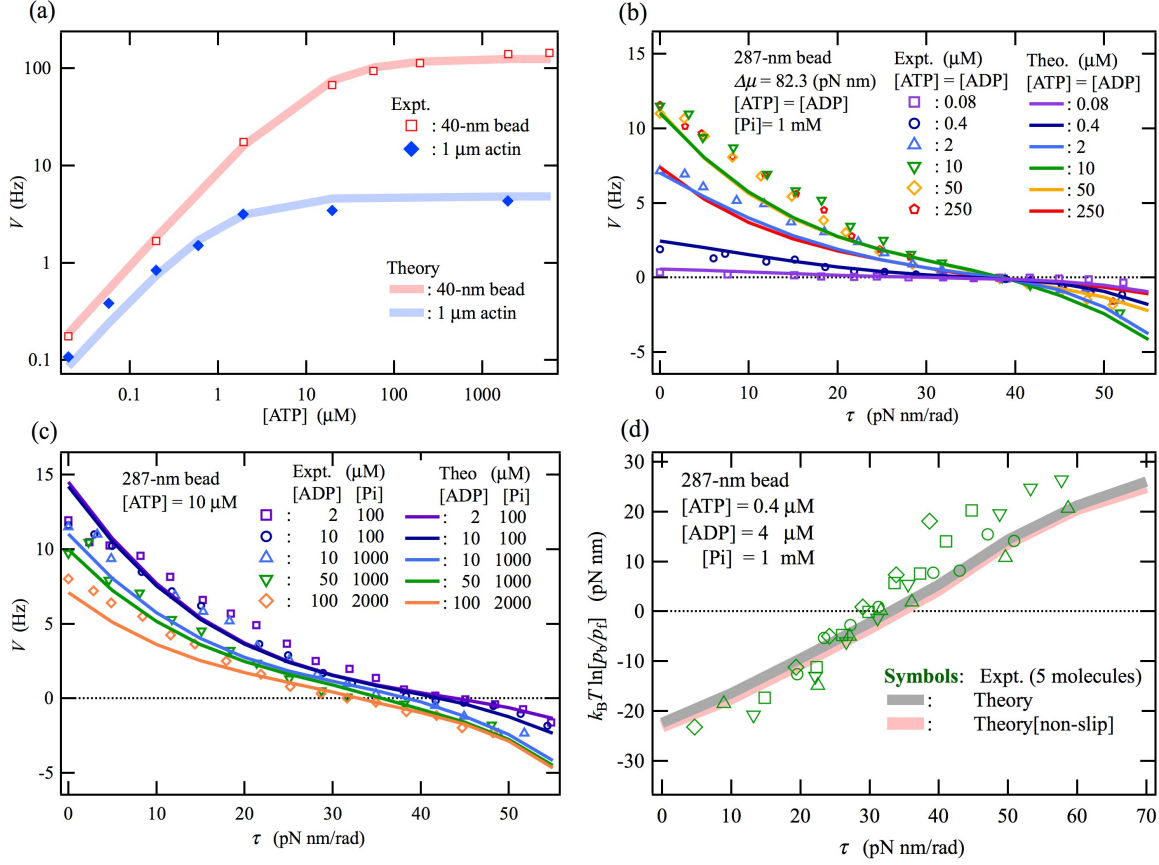 (a)
100
10
1
0.1
V (Hz)
Expt.
: 40-nm bead
: 1 μm actin
Theory
: 40-nm bead
: 1 μm actin
0.1 1 10 100 1000
[ATP] (μM)
(b)
15
10
5
0
-5
V (Hz)
287-nm bead
Δμ = 82.3 (pN nm)
[ATP] = [ADP]
[Pi]= 1 mM
Expt. (μM)
[ATP] = [ADP]
: 0.08
: 0.4
: 2
: 10
: 50
: 250
Theo. (μM)
[ATP] = [ADP]
: 0.08
: 0.4
: 2
: 10
: 50
: 250
0 10 20 30 40 50
τ (pN nm/rad)
(c)
15
10
5
0
-5
V (Hz)
287-nm bead
[ATP] = 10 μM
Expt. (μM)
[ADP] [Pi]
: 2 100
: 10 100
: 10 1000
: 50 1000
: 100 2000
Theo (μM)
[ADP] [Pi]
: 2 100
: 10 100
: 10 1000
: 50 1000
: 100 2000
0 10 20 30 40 50
τ (pN nm/rad)
(d)
30
20
10
0
-10
-20
-30
kBT ln[pb/pf] (pN nm)
287-nm bead
[ATP] = 0.4 μM
[ADP] = 4 μM
[Pi] = 1 mM
Symbols: Expt. (5 molecules)
: Theory
: Theory[non-slip]
0 10 20 30 40 50 60 70
τ (pN nm/rad)